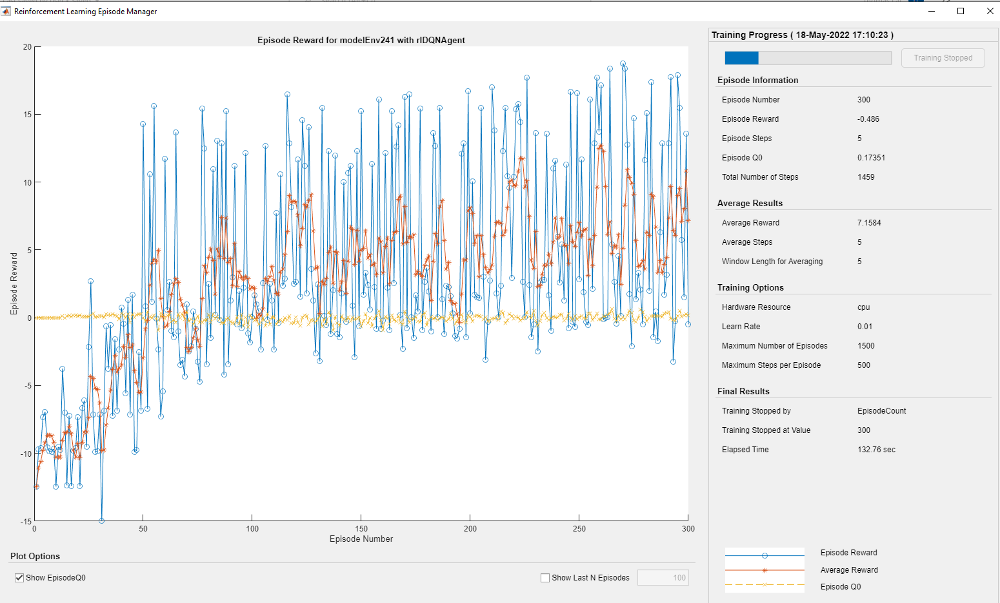 Reinforcement Learning Episode Manager
Episode Reward for modelEnv241 with rlDQNAgent
20
15
10
5
0
-5
-10
-15
Episode Reward
0 50 100 150 200 250 300
Episode Number
Plot Options
Show EpisodeQ0
Show Last N Episodes 100
Training Progress ( 18-May-2022 17:10:23 )
Training Stopped
Episode Information
Episode Number 300
Episode Reward -0.486
Episode Steps 5
Episode Q0 0.17351
Total Number of Steps 1459
Average Results
Average Reward 7.1584
Average Steps 5
Window Length for Averaging 5
Training Options
Hardware Resource cpu
Learn Rate 0.01
Maximum Number of Episodes 1500
Maximum Steps per Episode 500
Final Results
Training Stopped by EpisodeCount
Training Stopped at Value 300
Elapsed Time 132.76 sec
Episode Reward
Average Reward
Episode Q0